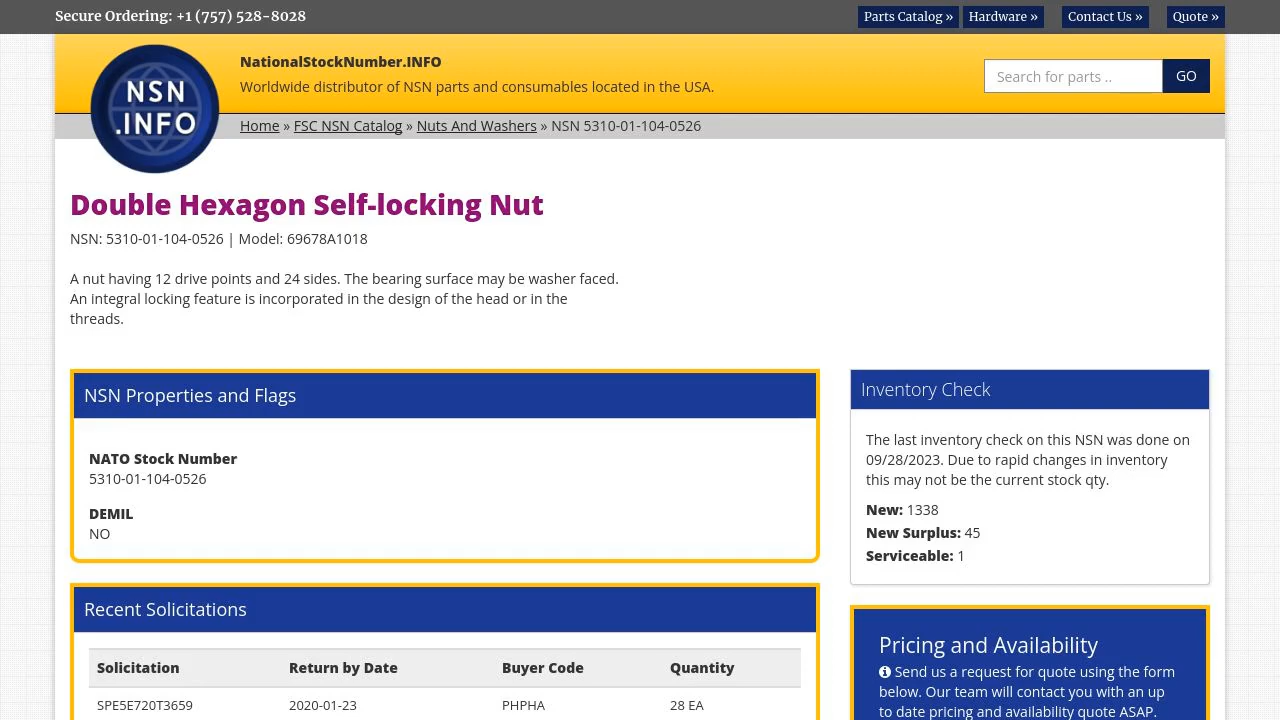 Secure Ordering: +1 (757) 528-8028
Parts Catalog »
Hardware »
Contact Us »
Quote »
NSN
.INFO
NationalStockNumber.INFO
Worldwide distributor of NSN parts and consumables located in the USA.
Search for parts ..
GO
Home » FSC NSN Catalog » Nuts And Washers » NSN 5310-01-104-0526
Double Hexagon Self-locking Nut
NSN: 5310-01-104-0526 | Model: 69678A1018
A nut having 12 drive points and 24 sides. The bearing surface may be washer faced.
An integral locking feature is incorporated in the design of the head or in the
threads.
NSN Properties and Flags
NATO Stock Number
5310-01-104-0526
DEMIL
NO
Recent Solicitations
Solicitation Return by Date Buyer Code Quantity
SPE5E720T3659 2020-01-23 PHPHA 28 EA
Inventory Check
The last inventory check on this NSN was done on
09/28/2023. Due to rapid changes in inventory
this may not be the current stock qty.
New: 1338
New Surplus: 45
Serviceable: 1
Pricing and Availability
Send us a request for quote using the form
below. Our team will contact you with an up
to date pricing and availability quote ASAP.